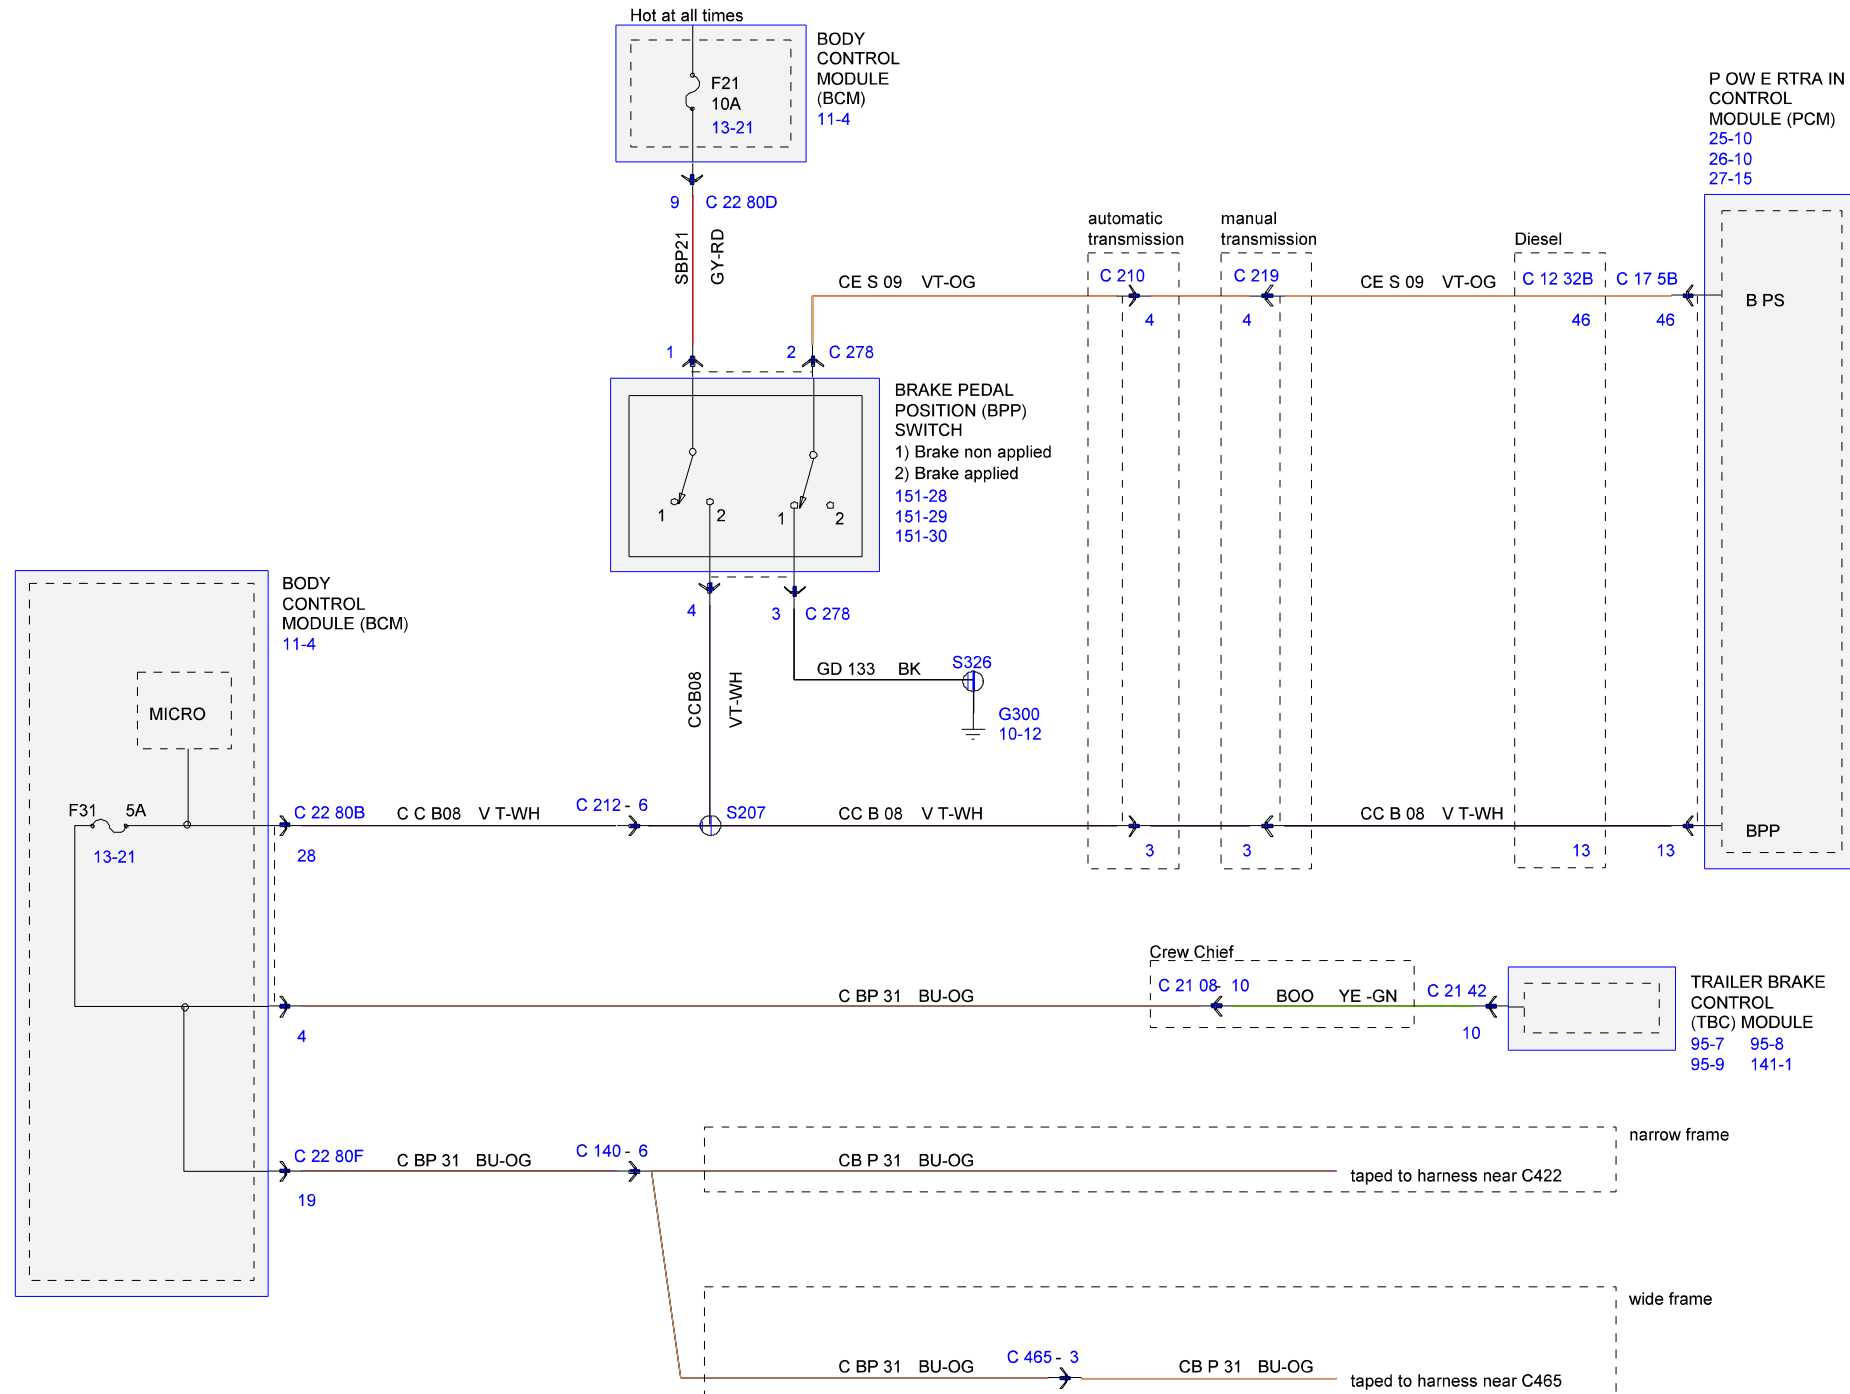 Hot at all times
BODY
CONTROL
MODULE
(BCM)
11-4
F21
10A
13-21
9 C 22 80D
SBP21
GY-RD
P OW E RTRA IN
CONTROL
MODULE (PCM)
25-10
26-10
27-15
automatic
transmission
manual
transmission
Diesel
CE S 09 VT-OG
C 210
C 219
CE S 09 VT-OG
C 12 32B
C 17 5B
4
4
46
46
B PS
1
2 C 278
BRAKE PEDAL
POSITION (BPP)
SWITCH
1) Brake non applied
2) Brake applied
151-28
151-29
151-30
1
2
1
2
4
3 C 278
BODY
CONTROL
MODULE (BCM)
11-4
GD 133 BK
S326
G300
10-12
CCB08
VT-WH
MICRO
F31 5A
13-21
C 22 80B
28
C C B08 V T-WH
C 212 - 6
S207
CC B 08 V T-WH
3
3
CC B 08 V T-WH
13
13
BPP
Crew Chief
C 21 08- 10
BOO YE -GN
C 21 42
10
C BP 31 BU-OG
4
TRAILER BRAKE
CONTROL
(TBC) MODULE
95-7 95-8
95-9 141-1
C 22 80F
19
C BP 31 BU-OG
C 140 - 6
CB P 31 BU-OG
taped to harness near C422
narrow frame
wide frame
C BP 31 BU-OG
C 465 - 3
CB P 31 BU-OG
taped to harness near C465